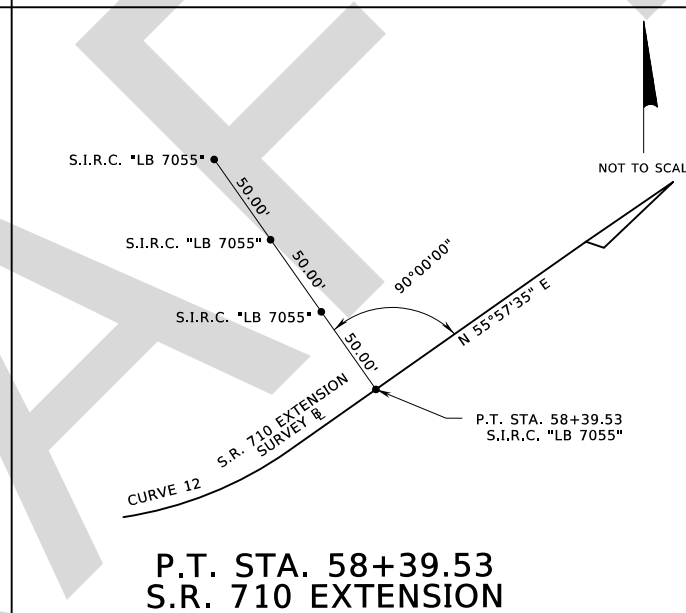 S.I.R.C. "LB 7055"
NOT TO SCAL
50.00'
S.I.R.C. "LB 7055"
50.00'
90°00'00"
S.I.R.C. "LB 7055"
50.00'
N 55°57'35" E
S.R. 710 EXTENSION
SURVEY ℄
P.T. STA. 58+39.53
S.I.R.C. "LB 7055"
CURVE 12
P.T. STA. 58+39.53
S.R. 710 EXTENSION